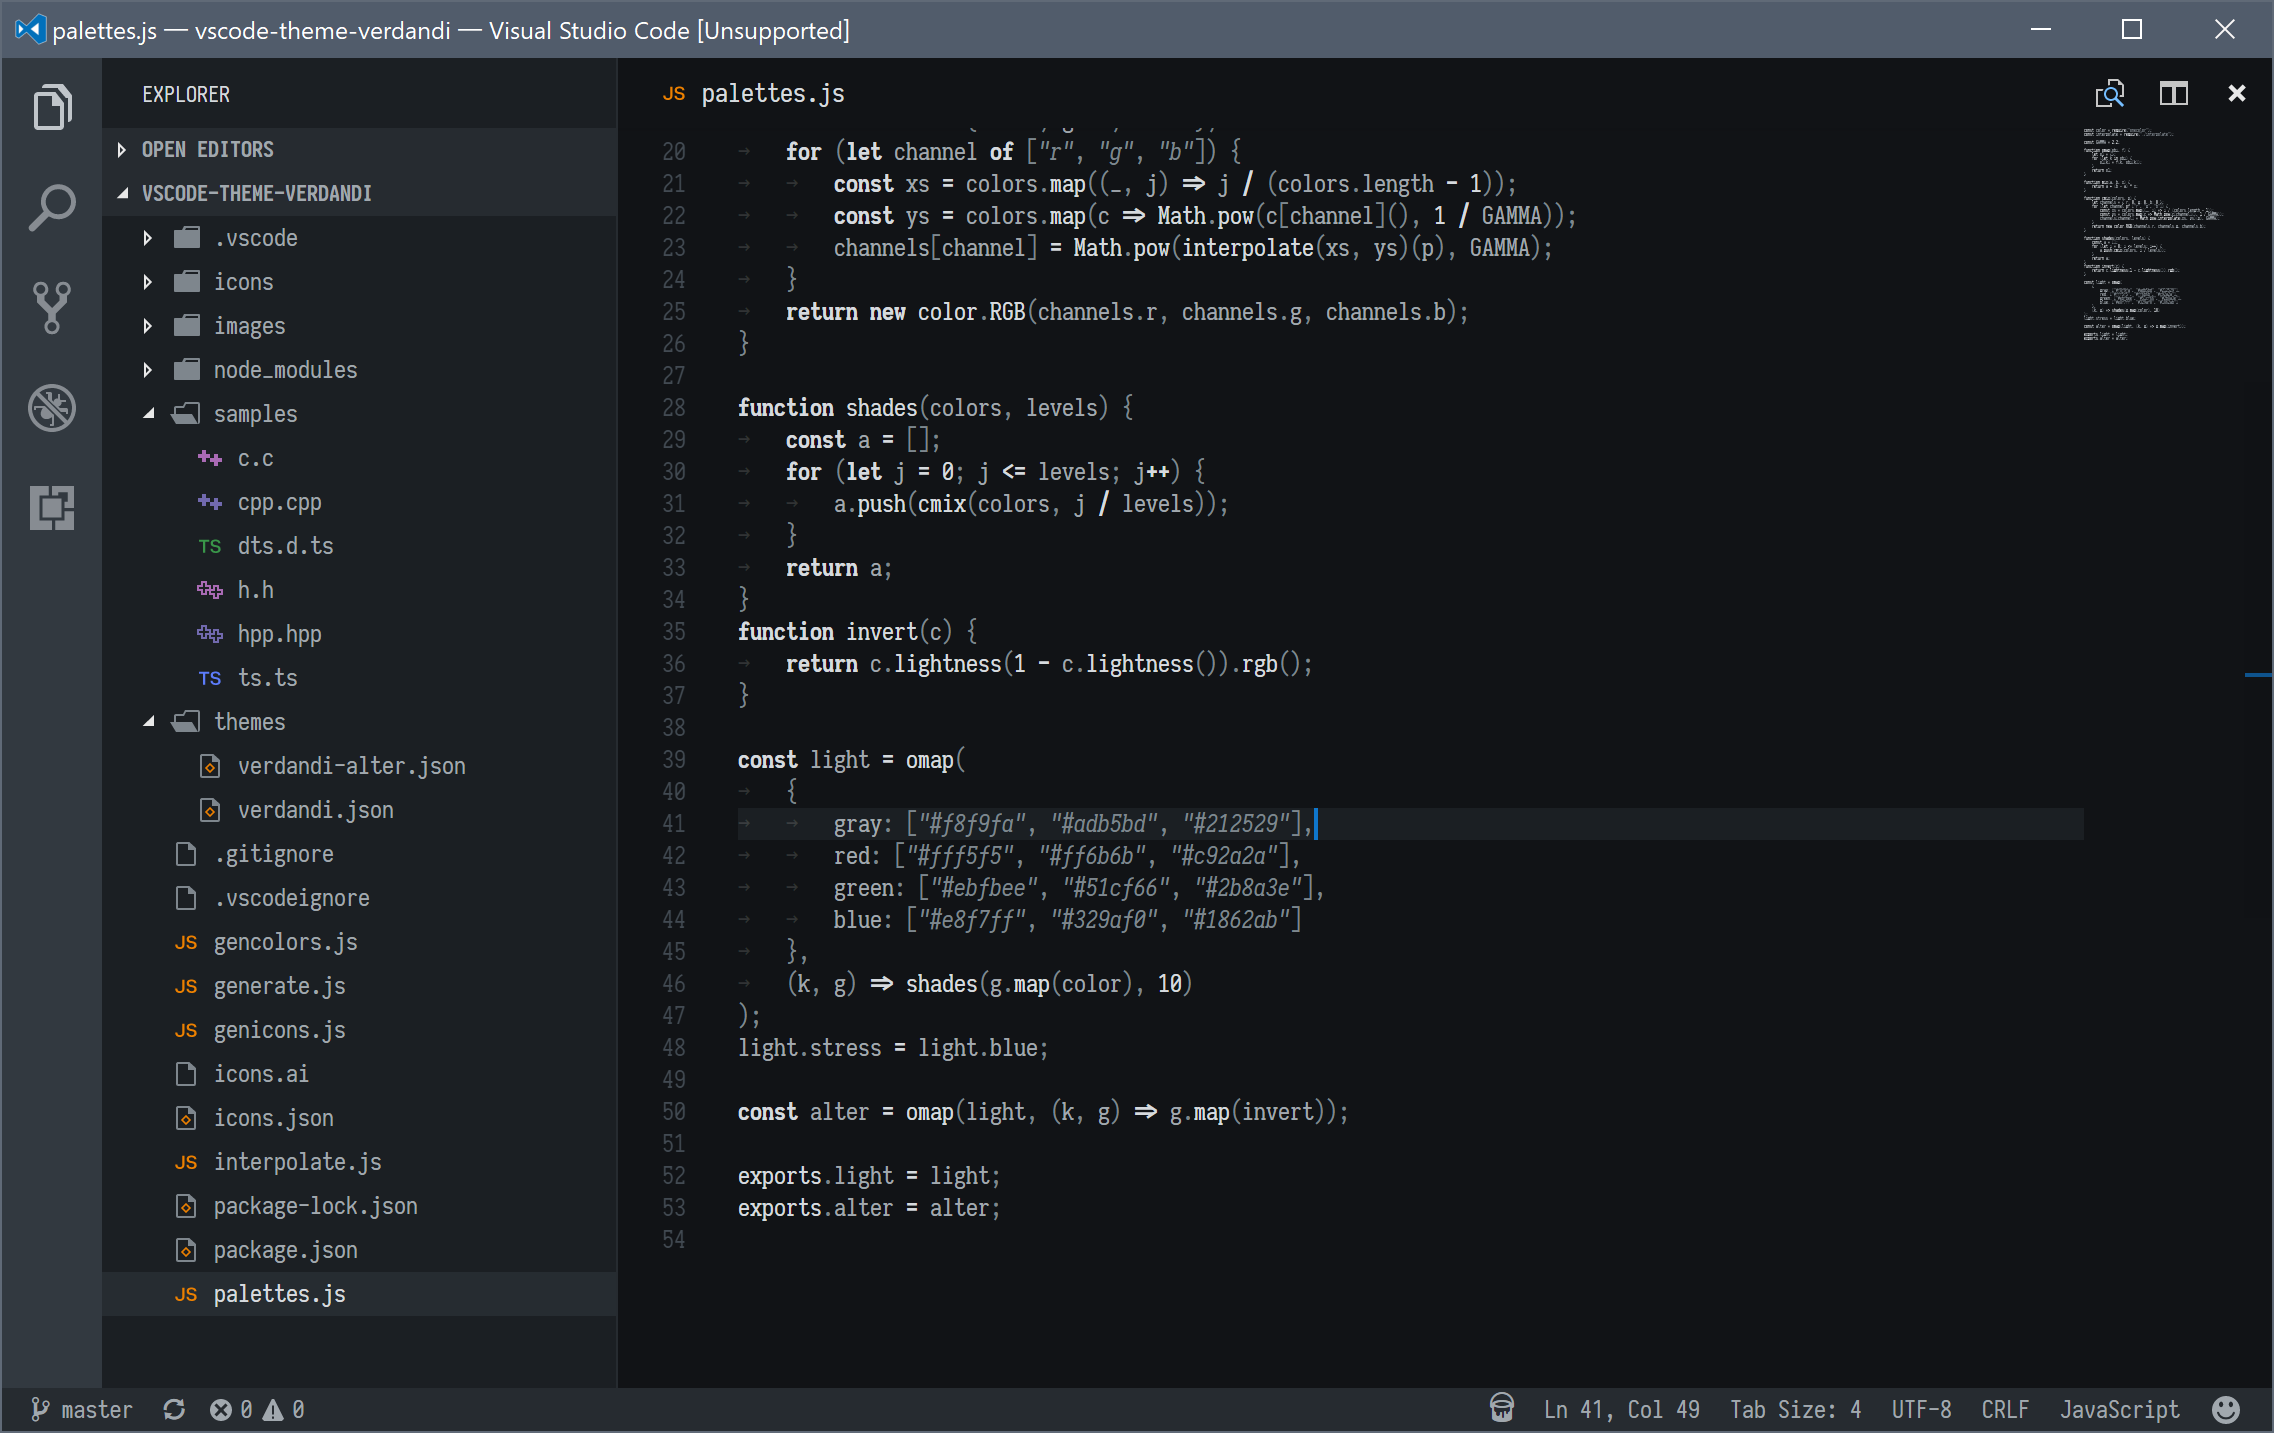 palettes.js — vscode-theme-verdandi — Visual Studio Code [Unsupported]
EXPLORER
OPEN EDITORS
VSCODE-THEME-VERDANDI
.vscode
icons
images
node_modules
samples
c.c
cpp.cpp
TS dts.d.ts
h.h
hpp.hpp
TS ts.ts
themes
verdandi-alter.json
verdandi.json
.gitignore
.vscodeignore
JS gencolors.js
JS generate.js
JS genicons.js
icons.ai
icons.json
JS interpolate.js
package-lock.json
package.json
JS palettes.js
JS palettes.js
20 → for (let channel of ["r", "g", "b"]) {
21 → → const xs = colors.map((_, j) => j / (colors.length - 1));
22 → → const ys = colors.map(c => Math.pow(c[channel](), 1 / GAMMA));
23 → → channels[channel] = Math.pow(interpolate(xs, ys)(p), GAMMA);
24 → }
25 → return new color.RGB(channels.r, channels.g, channels.b);
26 }
27
28 function shades(colors, levels) {
29 → const a = [];
30 → for (let j = 0; j <= levels; j++) {
31 → → a.push(cmix(colors, j / levels));
32 → }
33 → return a;
34 }
35 function invert(c) {
36 → return c.lightness(1 - c.lightness()).rgb();
37 }
38
39 const light = omap(
40 → {
41 → → gray: ["#f8f9fa", "#adb5bd", "#212529"],
42 → → red: ["#fff5f5", "#ff6b6b", "#c92a2a"],
43 → → green: ["#ebfbee", "#51cf66", "#2b8a3e"],
44 → → blue: ["#e8f7ff", "#329af0", "#1862ab"]
45 → },
46 → (k, g) => shades(g.map(color), 10)
47 );
48 light.stress = light.blue;
49
50 const alter = omap(light, (k, g) => g.map(invert));
51
52 exports.light = light;
53 exports.alter = alter;
54
master 0 0 Ln 41, Col 49 Tab Size: 4 UTF-8 CRLF JavaScript